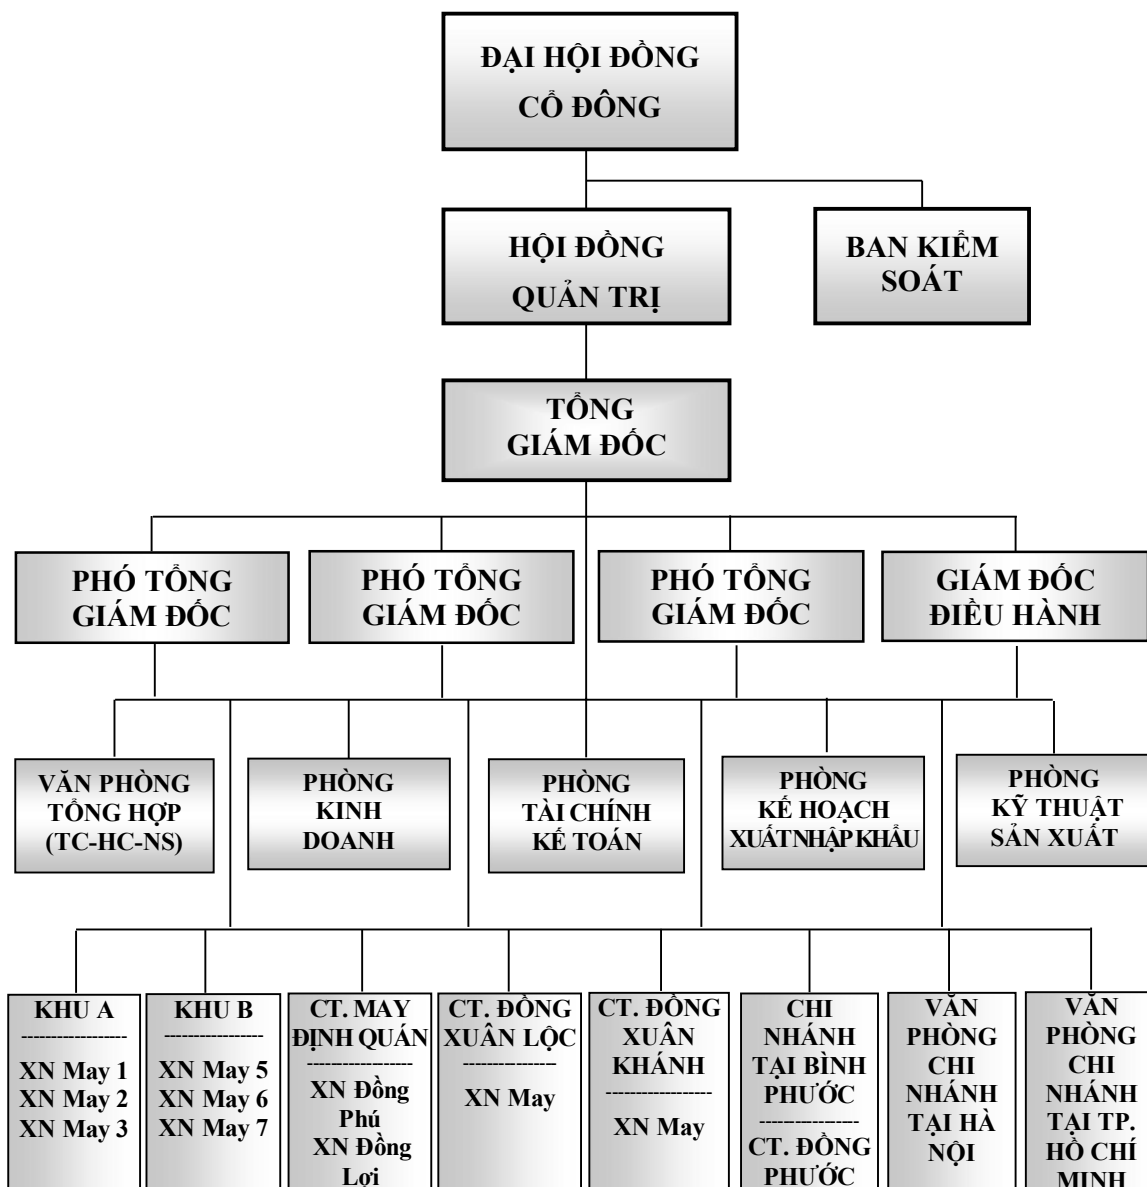 ĐẠI HỘI ĐỒNG
CỔ ĐÔNG
HỘI ĐỒNG
QUẢN TRỊ
BAN KIỂM
SOÁT
TỔNG
GIÁM ĐỐC
PHÓ TỔNG
GIÁM ĐỐC
PHÓ TỔNG
GIÁM ĐỐC
PHÓ TỔNG
GIÁM ĐỐC
GIÁM ĐỐC
ĐIỀU HÀNH
VĂN PHÒNG
TỔNG HỢP
(TC-HC-NS)
PHÒNG
KINH
DOANH
PHÒNG
TÀI CHÍNH
KẾ TOÁN
PHÒNG
KẾ HOẠCH
XUẤT NHẬP KHẨU
PHÒNG
KỸ THUẬT
SẢN XUẤT
KHU A
------------------
XN May 1
XN May 2
XN May 3
KHU B
-----------------
XN May 5
XN May 6
XN May 7
CT. MAY
ĐỊNH QUÁN
------------------
XN Đồng
Phú
XN Đồng
Lợi
CT. ĐỒNG
XUÂN LỘC
----------------
XN May
CT. ĐỒNG
XUÂN
KHÁNH
------------------
XN May
CHI
NHÁNH
TẠI BÌNH
PHƯỚC
-----------------
CT. ĐỒNG
PHƯỚC
VĂN
PHÒNG
CHI
NHÁNH
TẠI HÀ
NỘI
VĂN
PHÒNG
CHI
NHÁNH
TẠI TP.
HỒ CHÍ
MINH